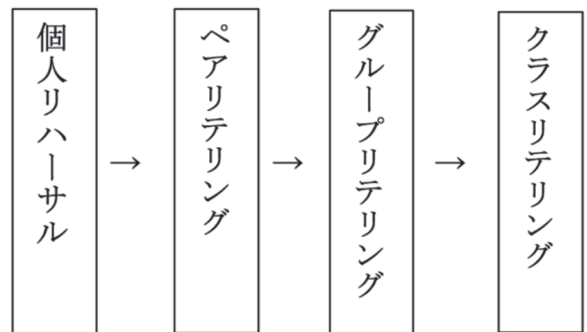 個人リハーサル
→
ペアリテリング
→
グループリテリング
→
クラスリテリング